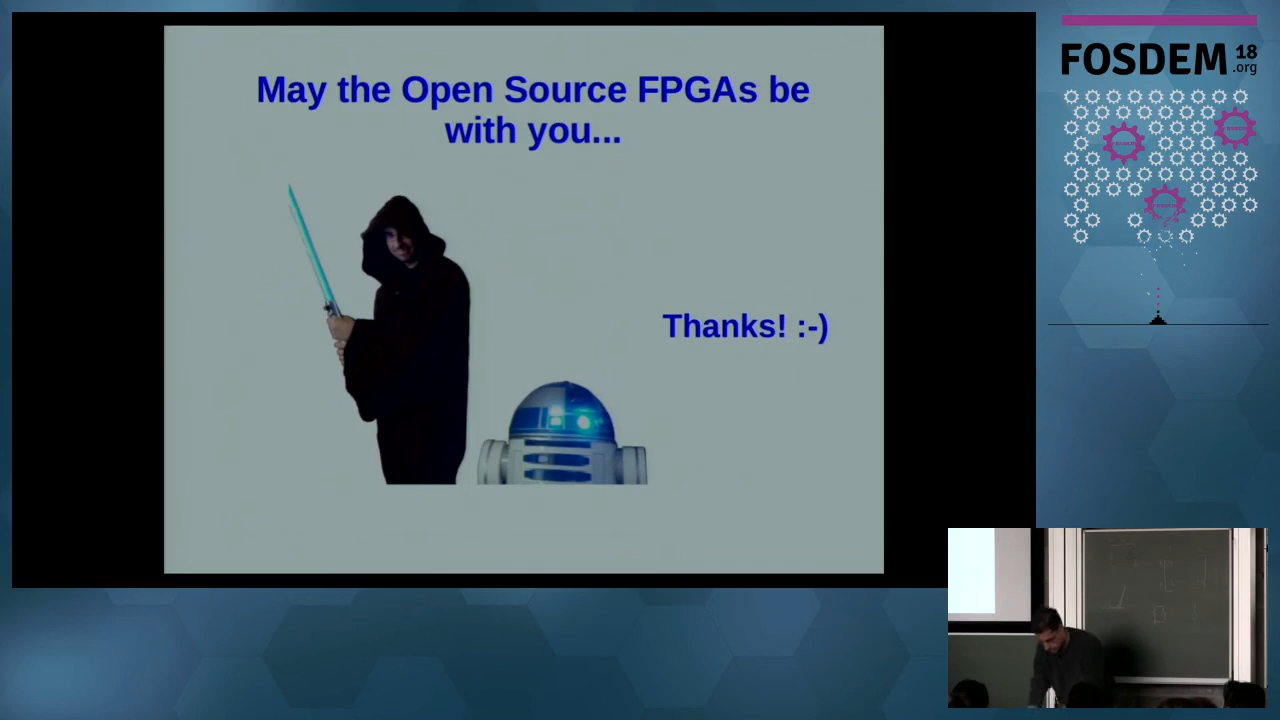 May the Open Source FPGAs be
with you...
Thanks! :-)
FOSDEM 18
.org